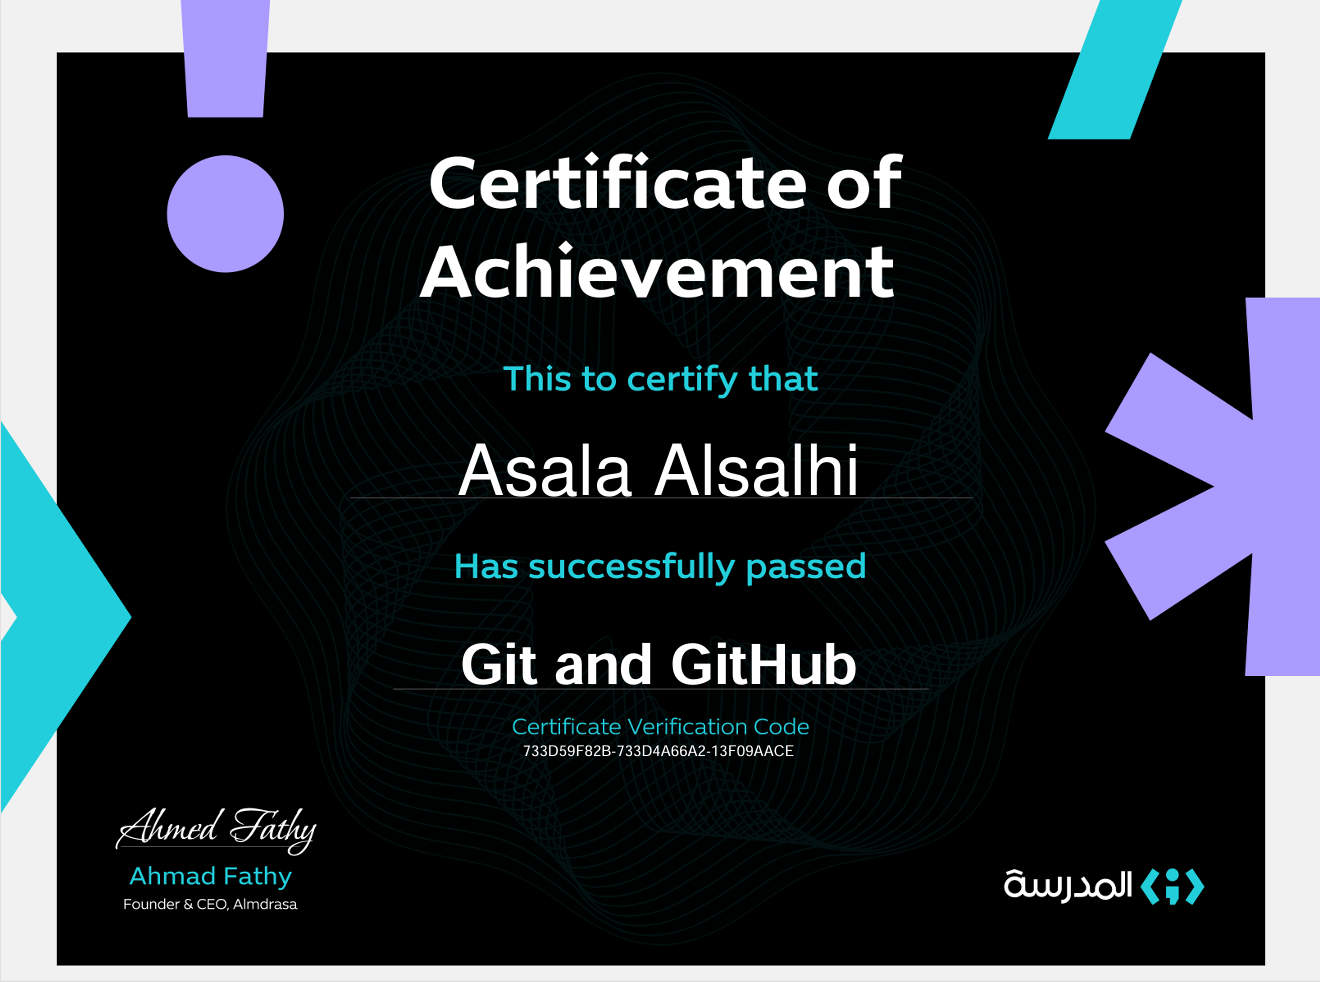 Certificate of
Achievement
This to certify that
Asala Alsalhi
Has successfully passed
Git and GitHub
Certificate Verification Code
733D59F82B-733D4A66A2-13F09AACE
Ahmed Fathy
Ahmad Fathy
Founder & CEO, Almdrasa
المدرسة